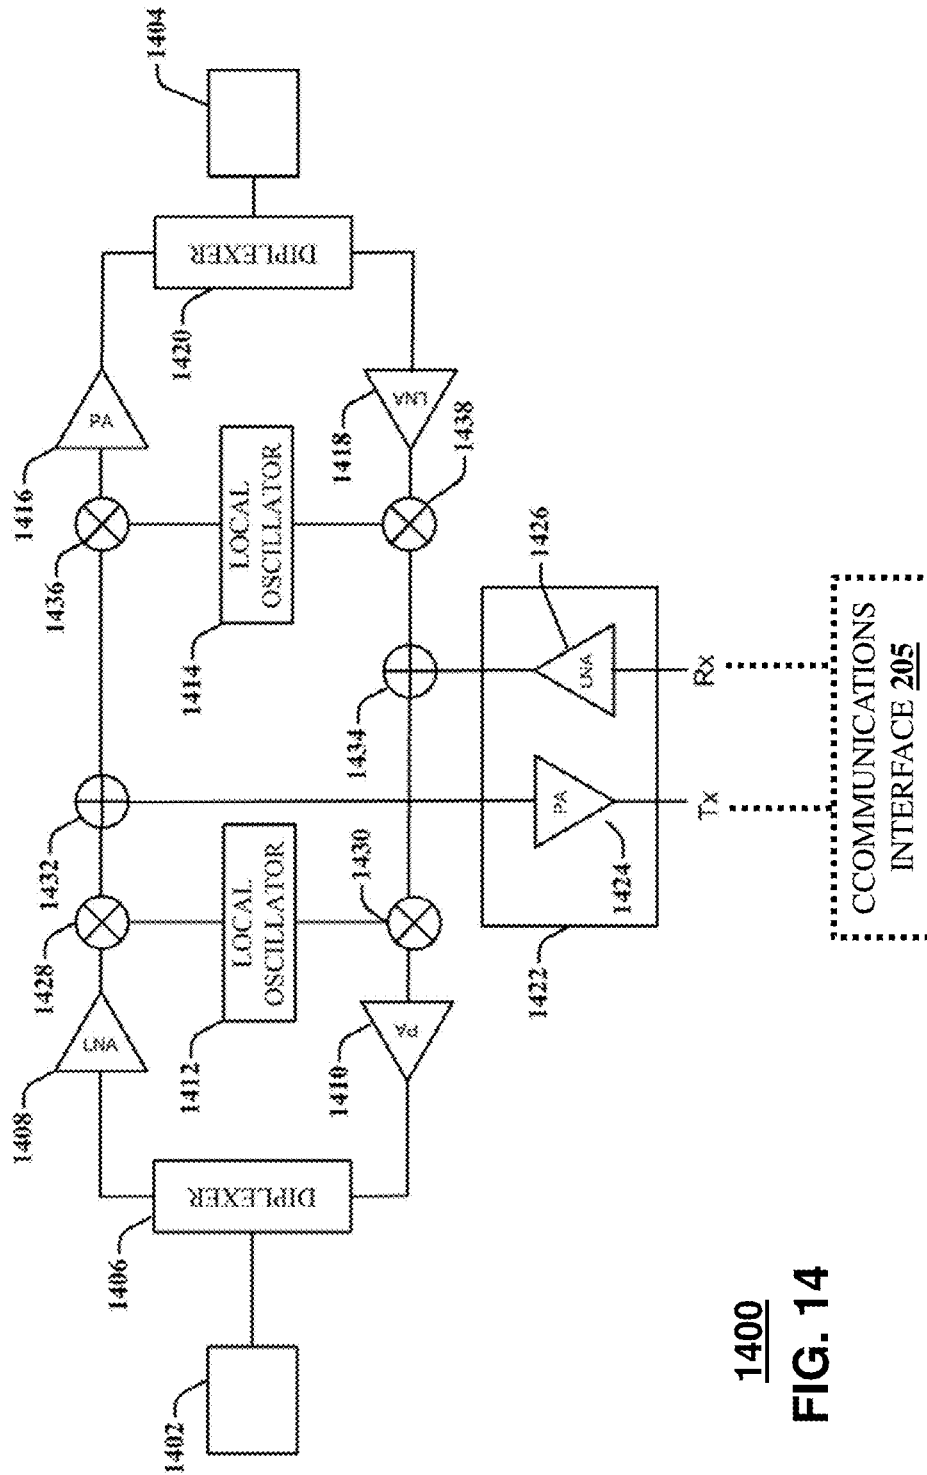 1402
1406
DIPLEXER
1408
LNA
1410
PA
1428
1412
LOCAL
OSCILLATOR
1430
1432
1434
1436
1414
LOCAL
OSCILLATOR
1438
1416
PA
1418
LNA
1420
DIPLEXER
1404
1422
1424
PA
1426
LNA
Tx
Rx
CCOMMUNICATIONS
INTERFACE 205
1400
FIG. 14